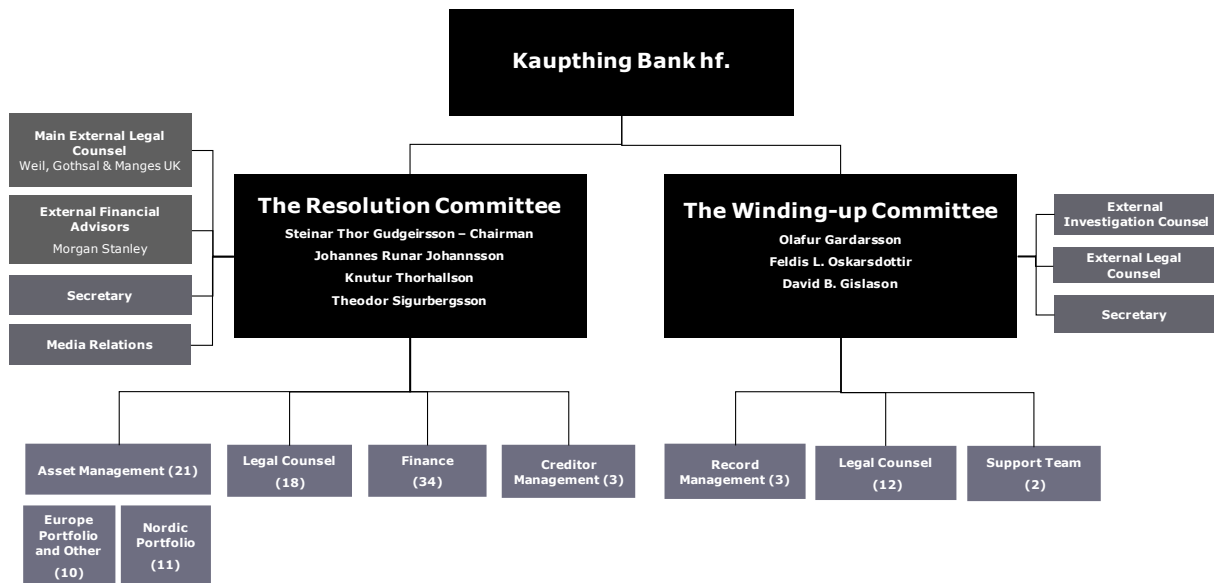 Kaupthing Bank hf.
Main External Legal
Counsel
Weil, Gothsal & Manges UK
External Financial
Advisors
Morgan Stanley
Secretary
Media Relations
The Resolution Committee
Steinar Thor Gudgeirsson – Chairman
Johannes Runar Johannsson
Knutur Thorhallson
Theodor Sigurbergsson
The Winding-up Committee
Olafur Gardarsson
Feldis L. Oskarsdottir
David B. Gislason
External
Investigation Counsel
External Legal
Counsel
Secretary
Asset Management (21)
Legal Counsel
(18)
Finance
(34)
Creditor
Management (3)
Record
Management (3)
Legal Counsel
(12)
Support Team
(2)
Europe
Portfolio
and Other
(10)
Nordic
Portfolio
(11)